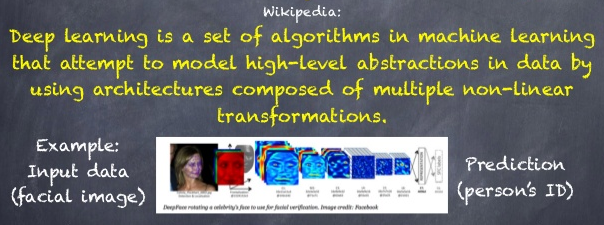 Wikipedia:
Deep learning is a set of algorithms in machine learning
that attempt to model high-level abstractions in data by
using architectures composed of multiple non-linear
transformations.
Example:
Input data
(facial image)
DeepFace rotating a celebrity's face to use for facial verification. Image credit: Facebook
Prediction
(person's ID)